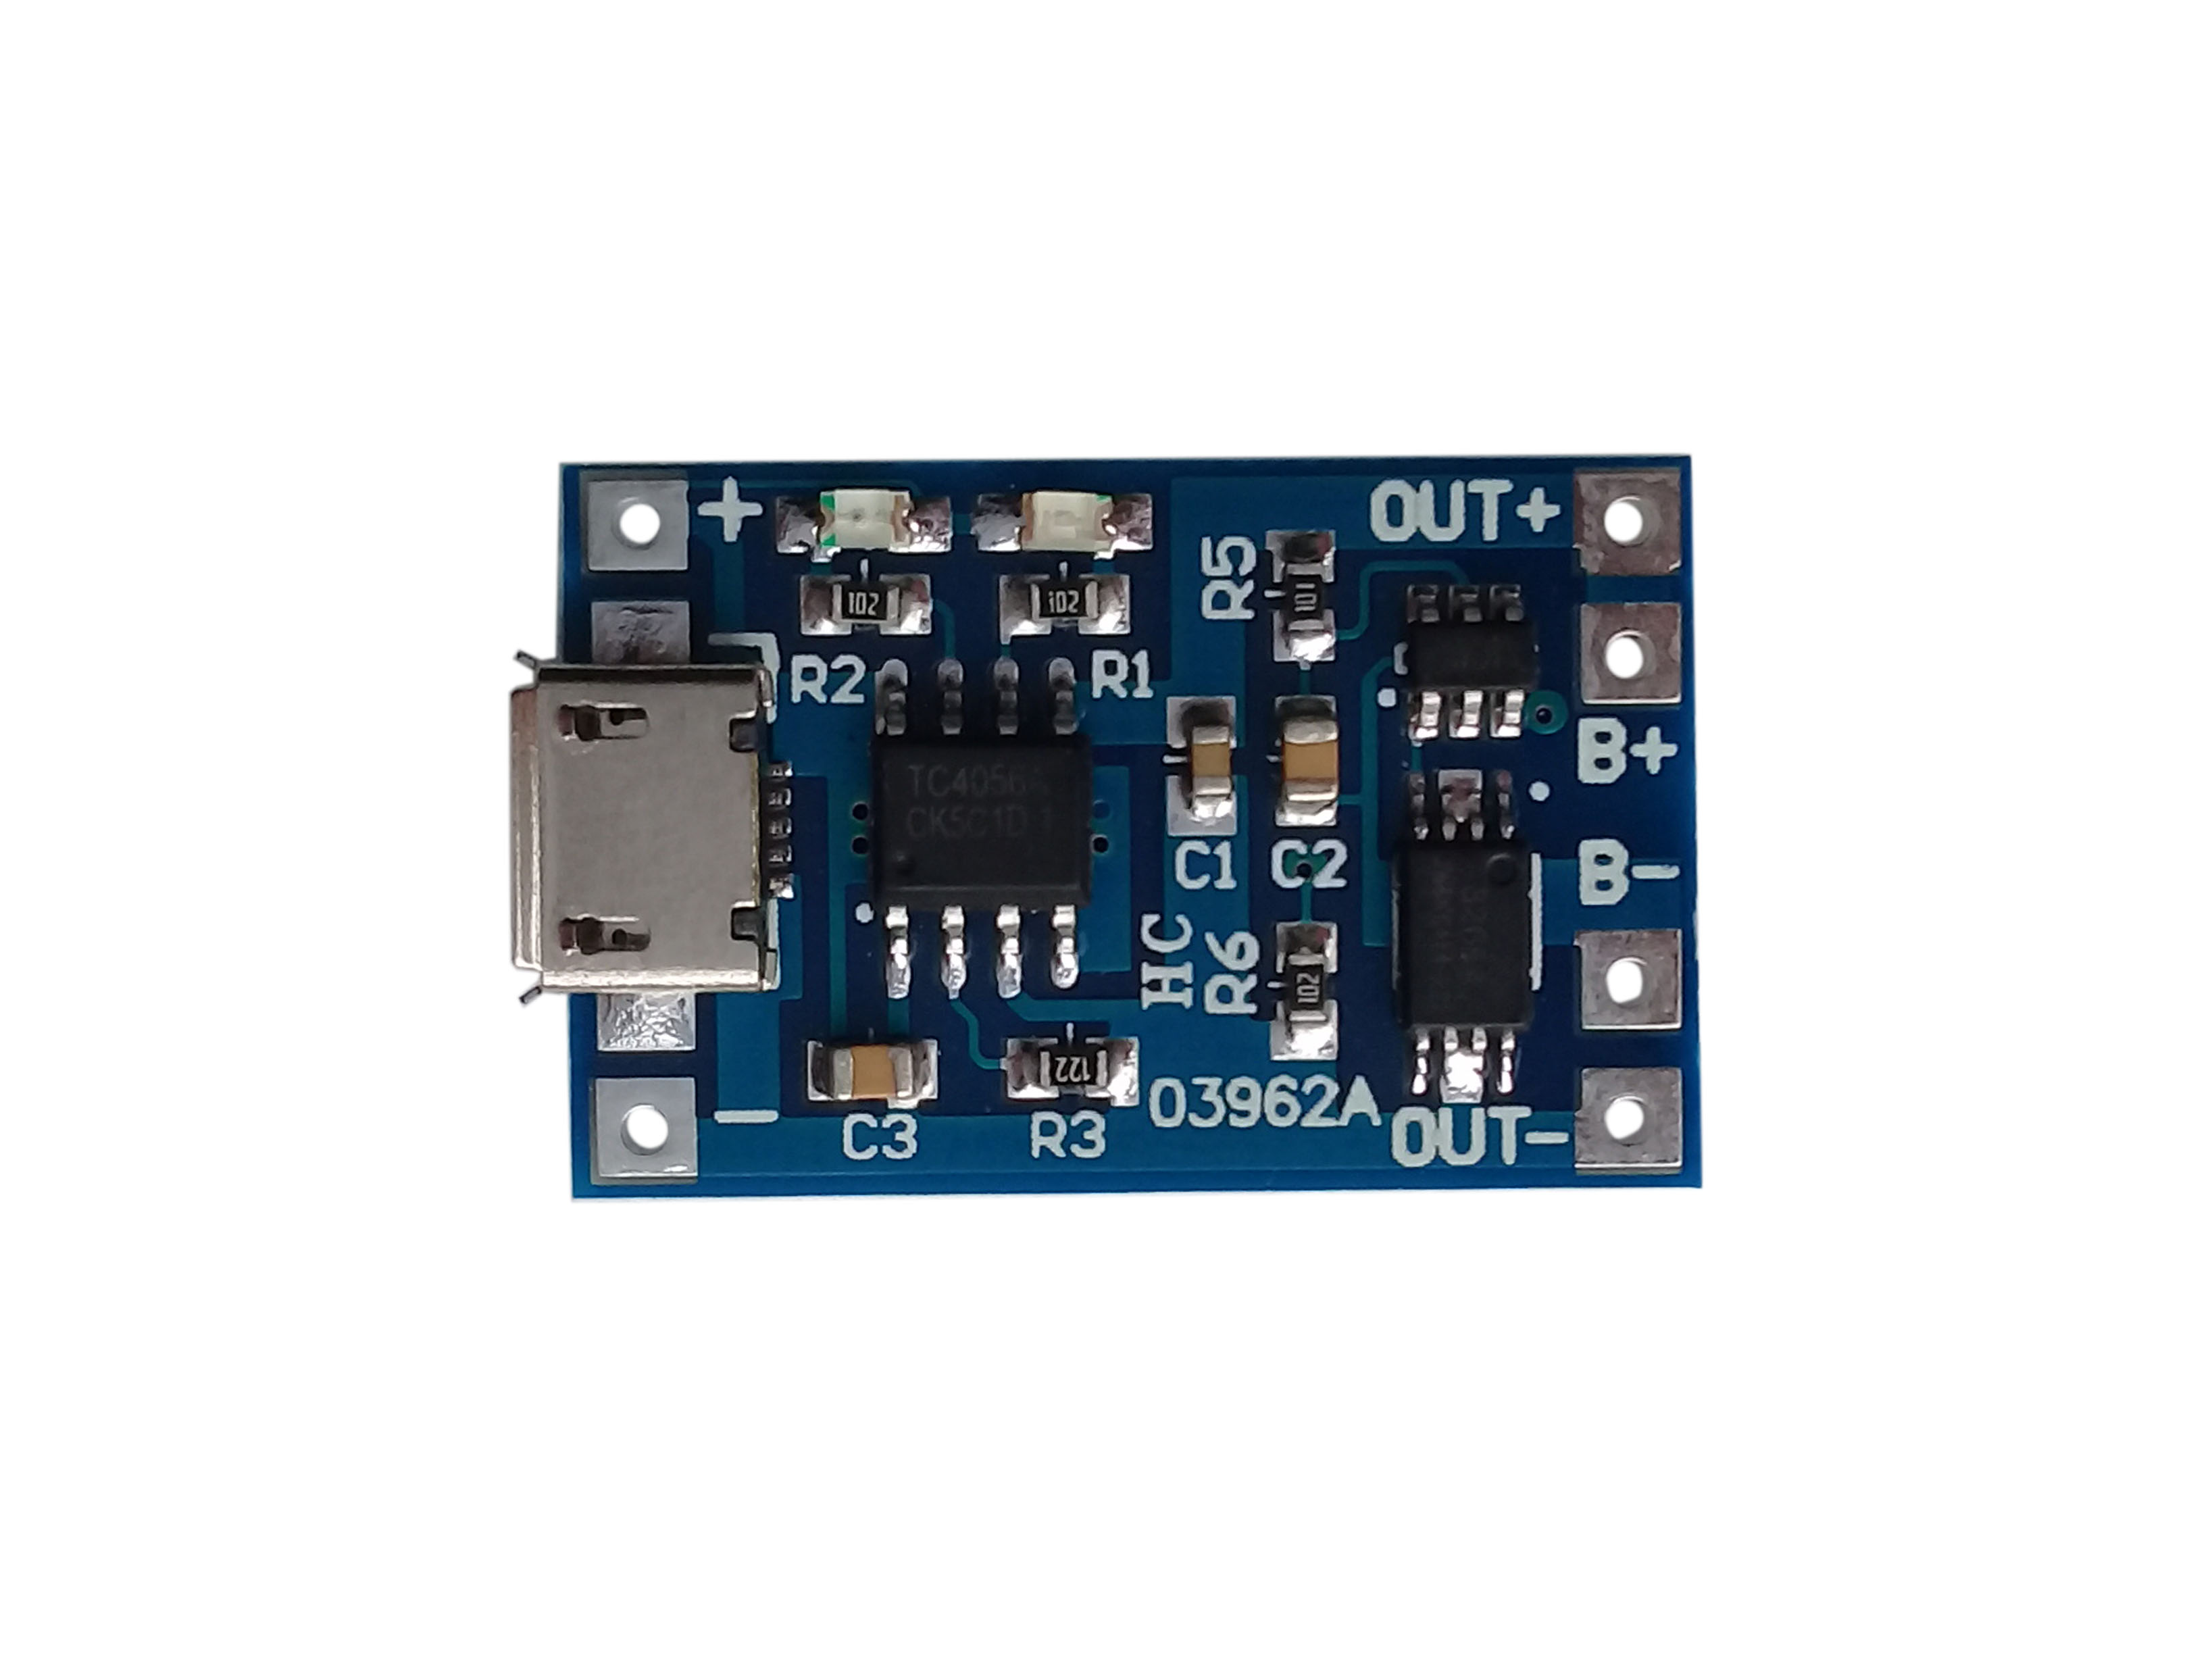 +
OUT+
102
102
R5
101
R2
R1
B+
TC4056A
CK5C1D 1
C1
C2
B-
HC
R6
102
122
03962A
-
C3
R3
OUT-